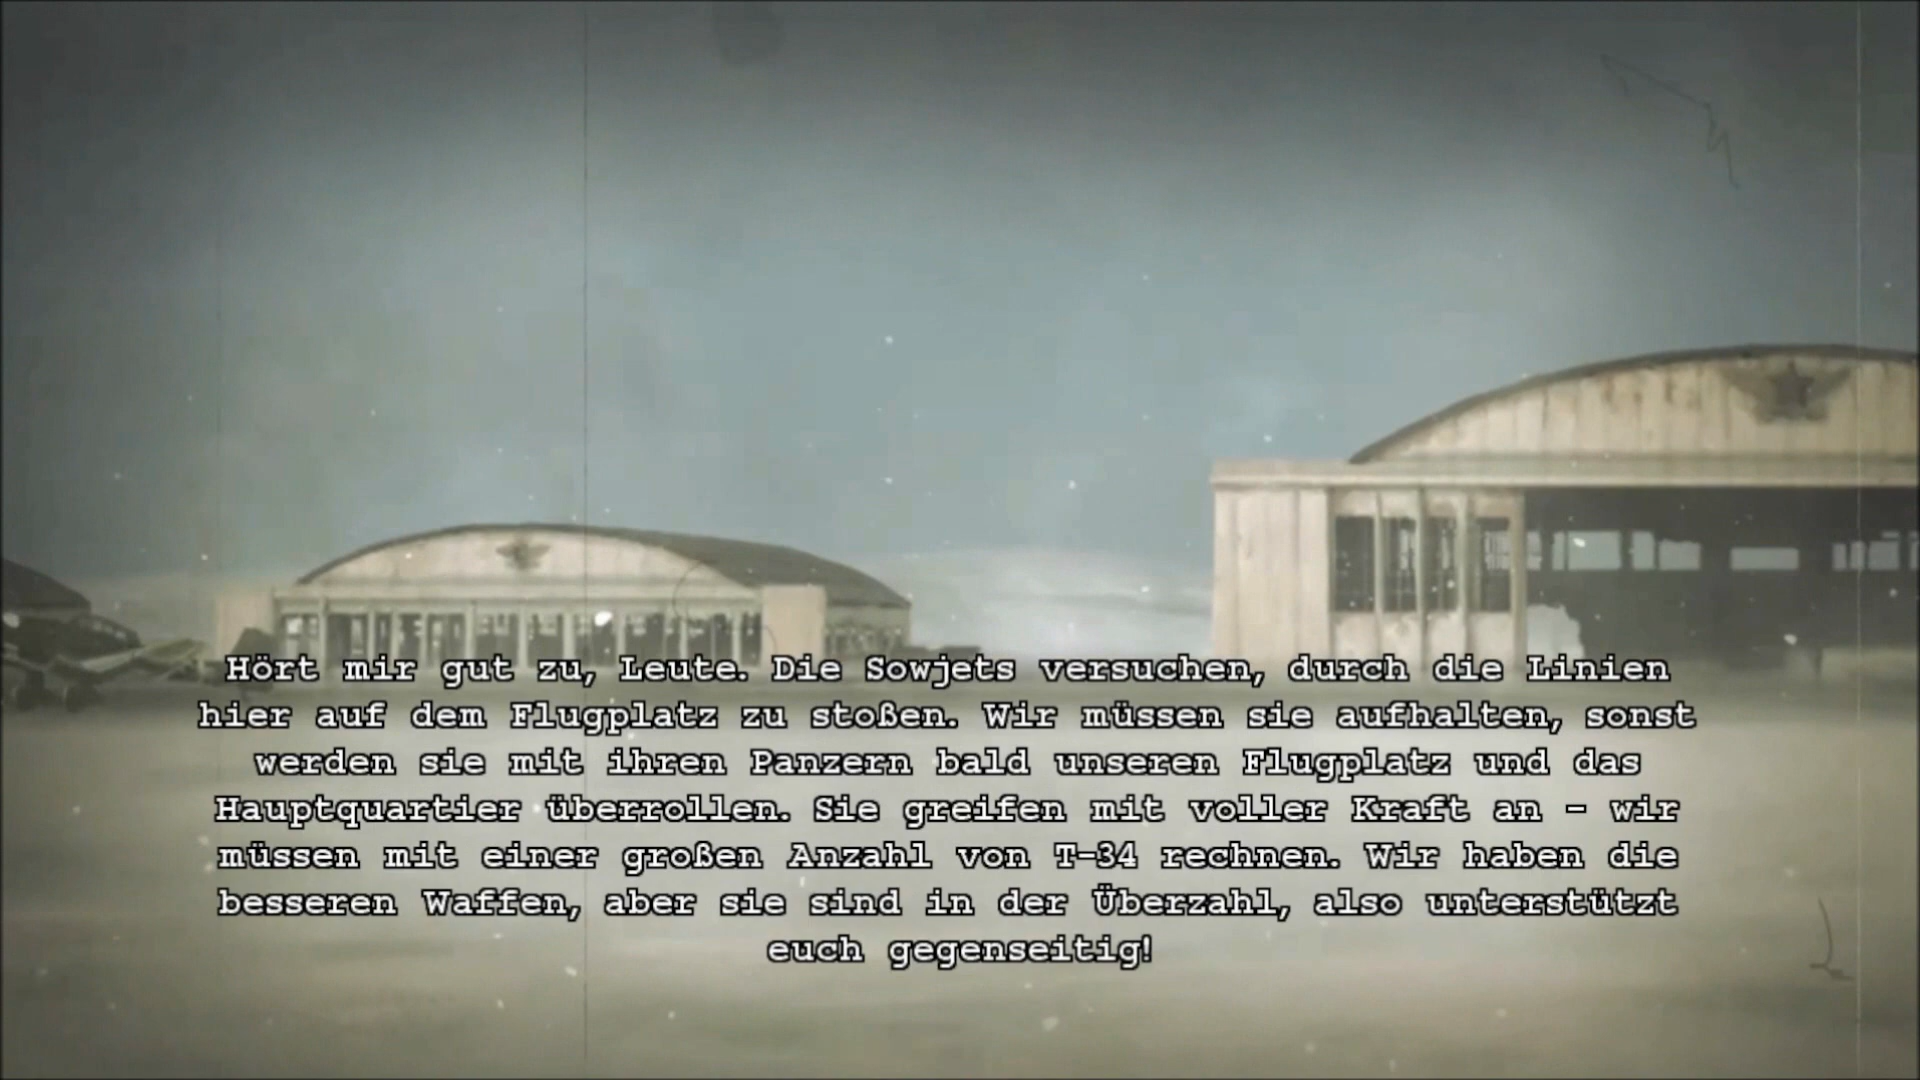 Hört mir gut zu, Leute. Die Sowjets versuchen, durch die Linien
hier auf dem Flugplatz zu stoßen. Wir müssen sie aufhalten, sonst
werden sie mit ihren Panzern bald unseren Flugplatz und das
Hauptquartier überrollen. Sie greifen mit voller Kraft an - wir
müssen mit einer großen Anzahl von T-34 rechnen. Wir haben die
besseren Waffen, aber sie sind in der Überzahl, also unterstützt
euch gegenseitig!